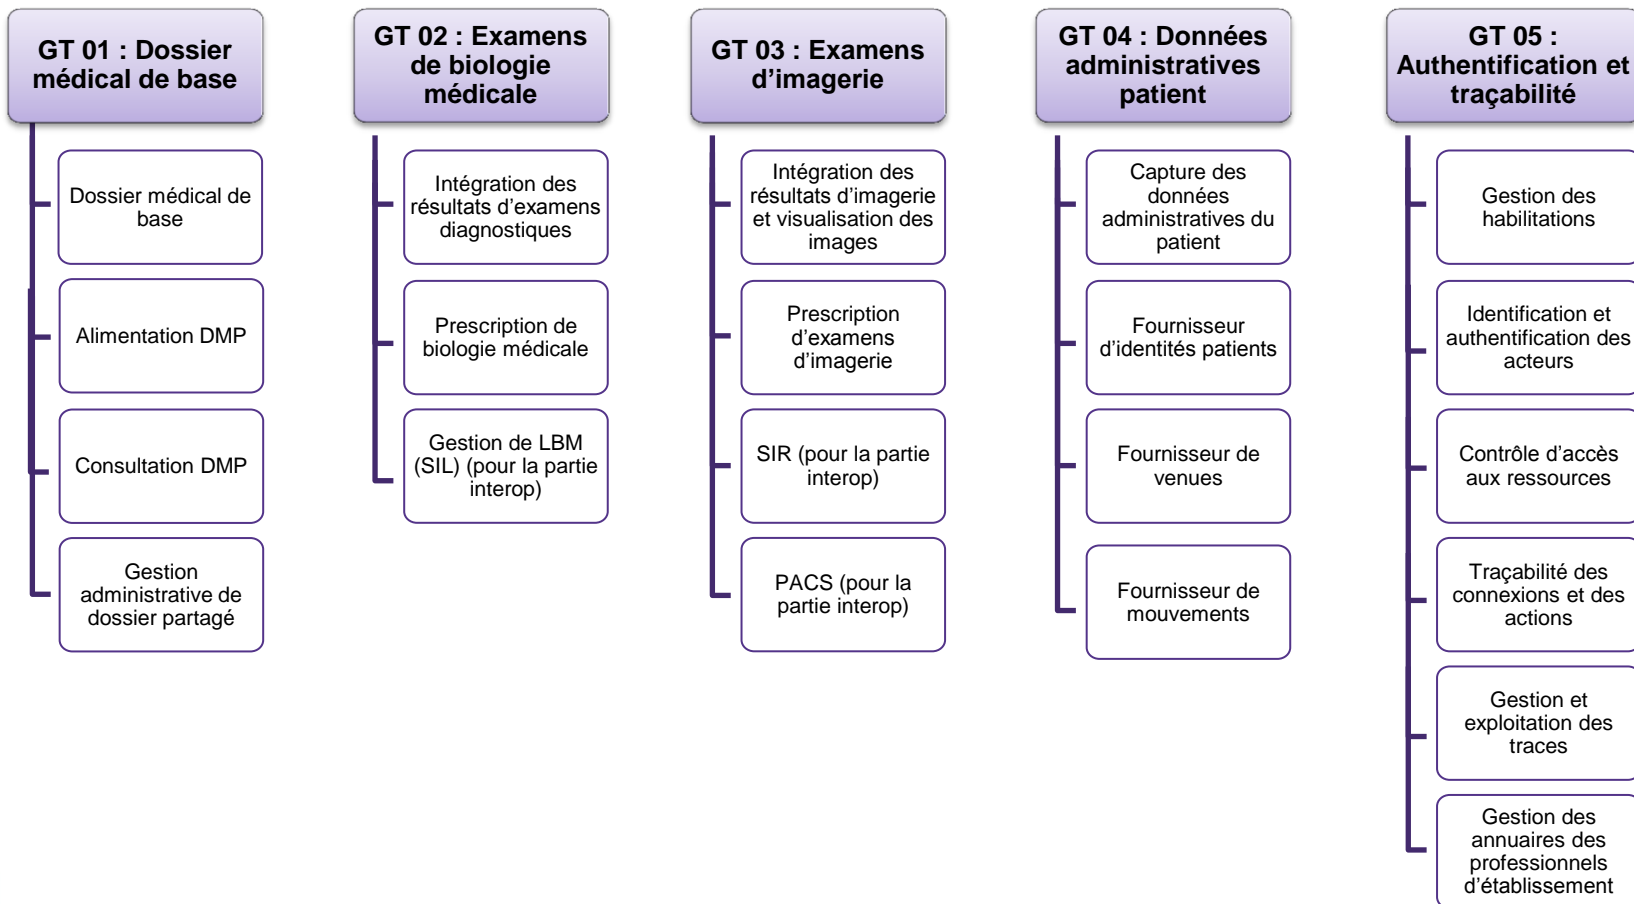 GT 01 : Dossier
médical de base
Dossier médical de
base
Alimentation DMP
Consultation DMP
Gestion
administrative de
dossier partagé
GT 02 : Examens
de biologie
médicale
Intégration des
résultats d'examens
diagnostiques
Prescription de
biologie médicale
Gestion de LBM
(SIL) (pour la partie
interop)
GT 03 : Examens
d’imagerie
Intégration des
résultats d’imagerie
et visualisation des
images
Prescription
d’examens
d’imagerie
SIR (pour la partie
interop)
PACS (pour la
partie interop)
GT 04 : Données
administratives
patient
Capture des
données
administratives du
patient
Fournisseur
d’identités patients
Fournisseur de
venues
Fournisseur de
mouvements
GT 05 :
Authentification et
traçabilité
Gestion des
habilitations
Identification et
authentification des
acteurs
Contrôle d’accès
aux ressources
Traçabilité des
connexions et des
actions
Gestion et
exploitation des
traces
Gestion des
annuaires des
professionnels
d’établissement